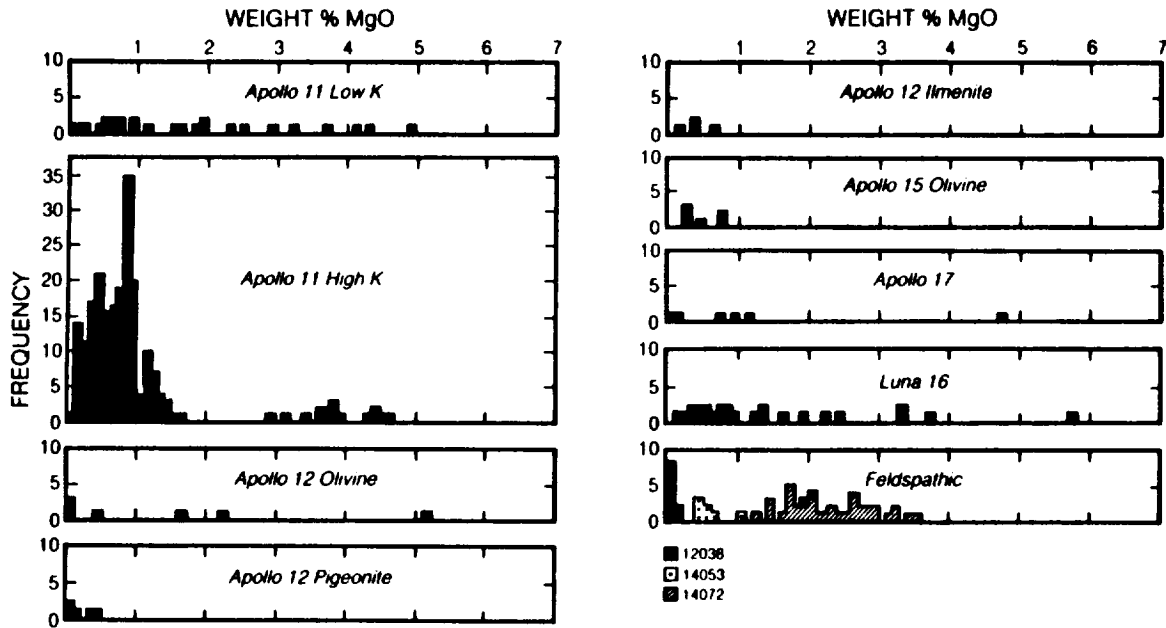 WEIGHT % MgO
1 2 3 4 5 6 7
10
5
0
Apollo 11 Low K
FREQUENCY
35
30
25
20
15
10
5
0
Apollo 11 High K
10
5
0
Apollo 12 Olivine
10
5
0
Apollo 12 Pigeonite
WEIGHT % MgO
1 2 3 4 5 6 7
10
5
0
Apollo 12 Ilmenite
10
5
0
Apollo 15 Olivine
10
5
0
Apollo 17
10
5
0
Luna 16
10
5
0
Feldspathic
12038
14053
14072